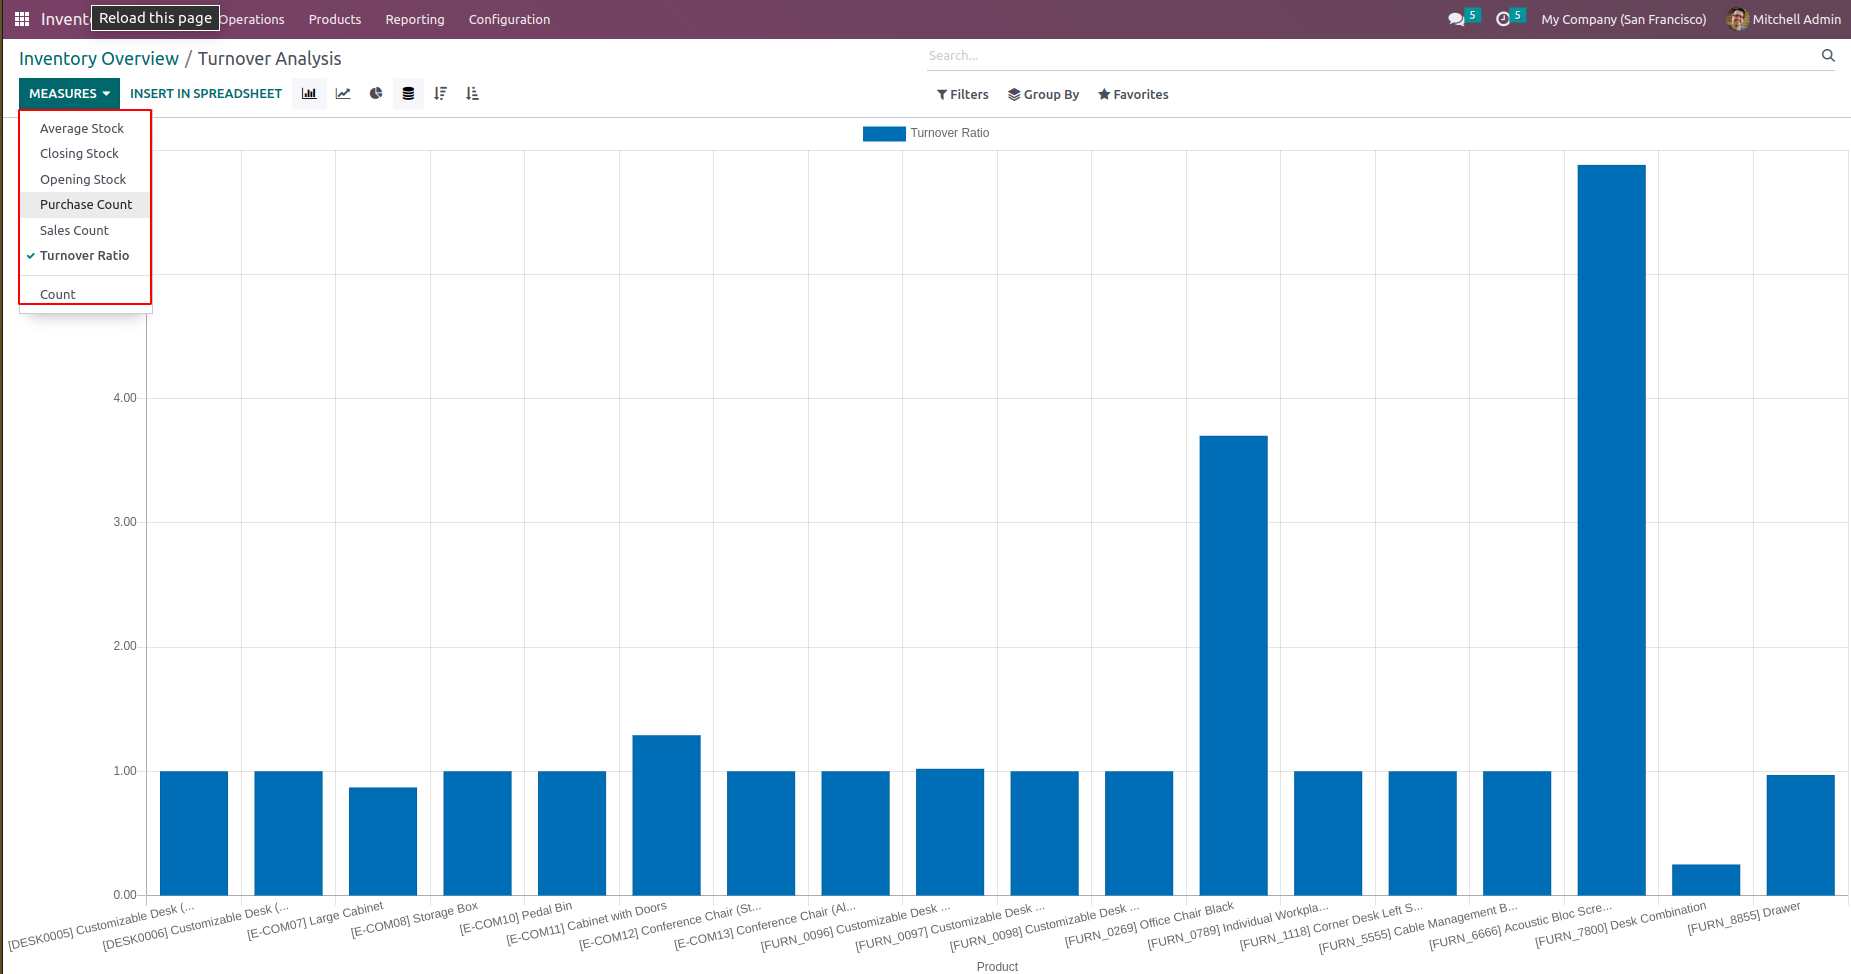 Invento
Reload this page
Operations
Products
Reporting
Configuration
5
5
My Company (San Francisco)
Mitchell Admin
Inventory Overview / Turnover Analysis
Search...
MEASURES
INSERT IN SPREADSHEET
Filters
Group By
Favorites
Average Stock
Closing Stock
Opening Stock
Purchase Count
Sales Count
Turnover Ratio
Count
Turnover Ratio
4.00
3.00
2.00
1.00
0.00
[DESK0005] Customizable Desk (...
[DESK0006] Customizable Desk (...
[E-COM07] Large Cabinet
[E-COM08] Storage Box
[E-COM10] Pedal Bin
[E-COM11] Cabinet with Doors
[E-COM12] Conference Chair (St...
[E-COM13] Conference Chair (Al...
[FURN_0096] Customizable Desk ...
[FURN_0097] Customizable Desk ...
[FURN_0098] Customizable Desk ...
[FURN_0269] Office Chair Black
[FURN_0789] Individual Workpla...
[FURN_1118] Corner Desk Left S...
[FURN_5555] Cable Management B...
[FURN_6666] Acoustic Bloc Scre...
[FURN_7800] Desk Combination
[FURN_8855] Drawer
Product